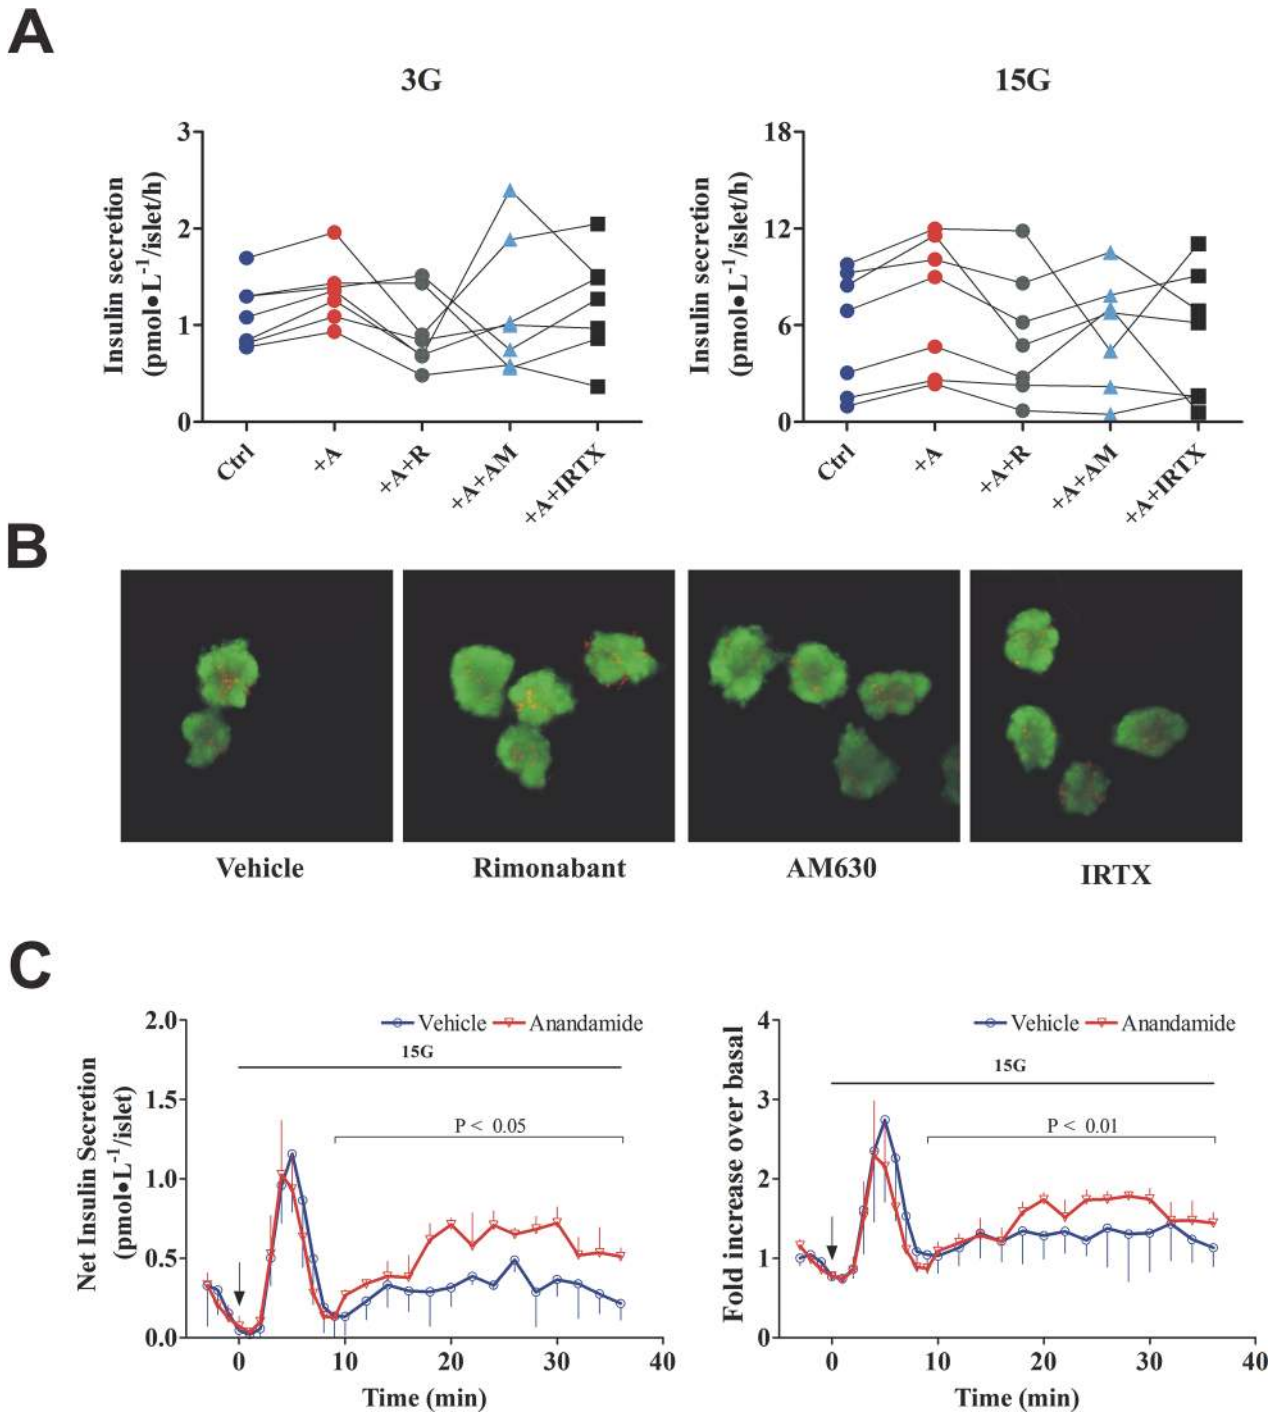 A
3G
15G
Insulin secretion
(pmol●L⁻¹/islet/h)
3
2
1
0
Ctrl
+A
+A+R
+A+AM
+A+IRTX
Insulin secretion
(pmol●L⁻¹/islet/h)
18
12
6
0
Ctrl
+A
+A+R
+A+AM
+A+IRTX
B
Vehicle
Rimonabant
AM630
IRTX
C
Net Insulin Secretion
(pmol●L⁻¹/islet)
2.0
1.5
1.0
0.5
0.0
Vehicle Anandamide
15G
P < 0.05
0 10 20 30 40
Time (min)
Fold increase over basal
4
3
2
1
0
Vehicle Anandamide
15G
P < 0.01
0 10 20 30 40
Time (min)